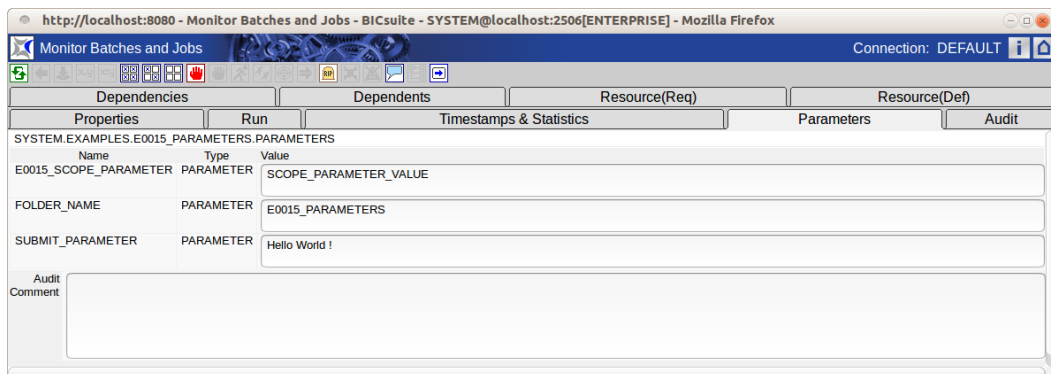 http://localhost:8080 - Monitor Batches and Jobs - BICsuite - SYSTEM@localhost:2506[ENTERPRISE] - Mozilla Firefox
Monitor Batches and Jobs Connection: DEFAULT
RIP
Dependencies Dependents Resource(Req) Resource(Def)
Properties Run Timestamps & Statistics Parameters Audit
SYSTEM.EXAMPLES.E0015_PARAMETERS.PARAMETERS
Name Type Value
E0015_SCOPE_PARAMETER PARAMETER SCOPE_PARAMETER_VALUE
FOLDER_NAME PARAMETER E0015_PARAMETERS
SUBMIT_PARAMETER PARAMETER Hello World !
Audit
Comment